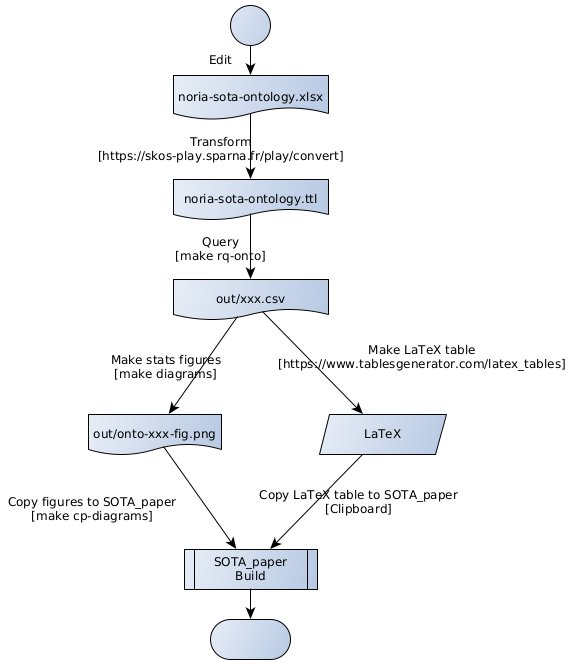 Edit
noria-sota-ontology.xlsx
Transform
[https://skos-play.sparna.fr/play/convert]
noria-sota-ontology.ttl
Query
[make rq-onto]
out/xxx.csv
Make stats figures
[make diagrams]
Make LaTeX table
[https://www.tablesgenerator.com/latex_tables]
out/onto-xxx-fig.png
LaTeX
Copy figures to SOTA_paper
[make cp-diagrams]
Copy LaTeX table to SOTA_paper
[Clipboard]
SOTA_paper
Build